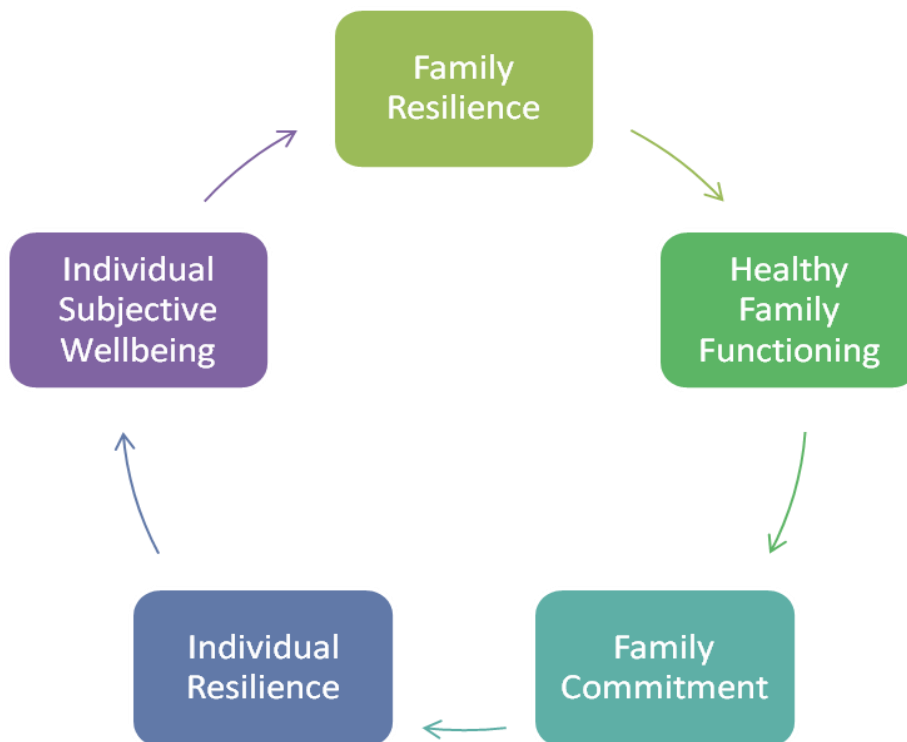 Family
Resilience
Healthy
Family
Functioning
Family
Commitment
Individual
Resilience
Individual
Subjective
Wellbeing